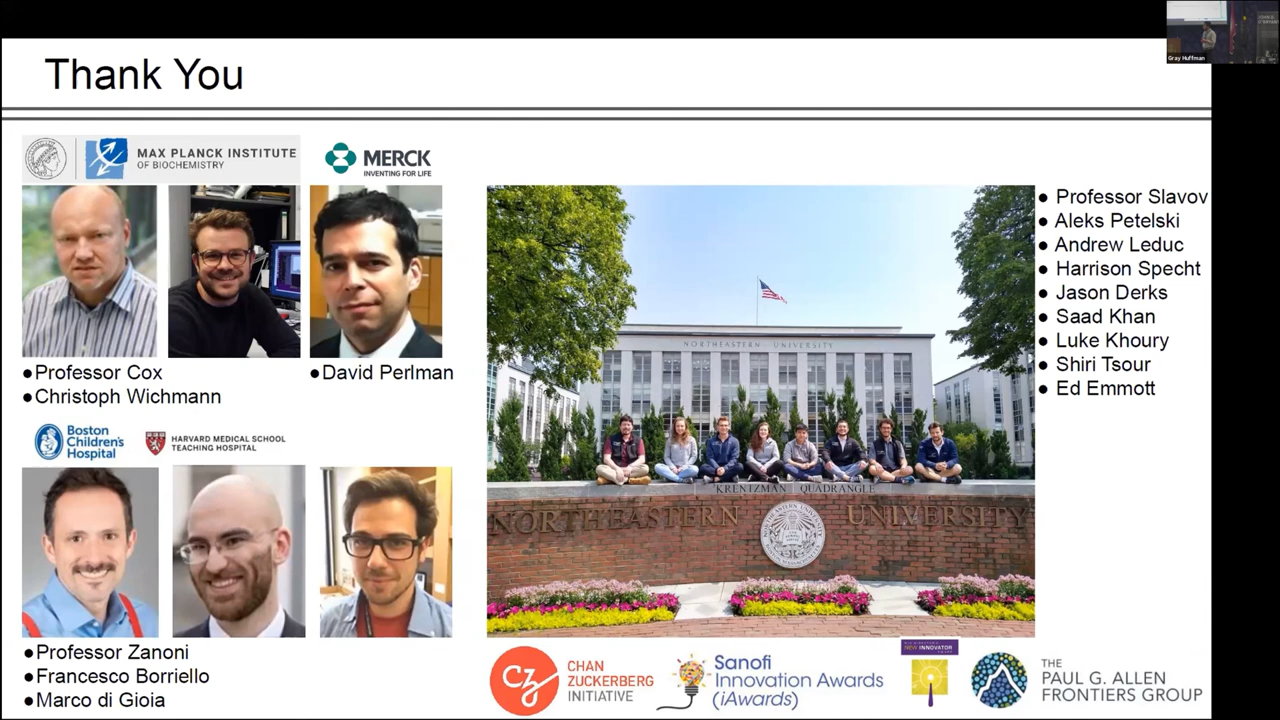 Gray Huffman
Thank You
MAX PLANCK INSTITUTE
OF BIOCHEMISTRY
MERCK
INVENTING FOR LIFE
●Professor Cox
●Christoph Wichmann
●David Perlman
Boston
Children's
Hospital
HARVARD MEDICAL SCHOOL
TEACHING HOSPITAL
●Professor Zanoni
●Francesco Borriello
●Marco di Gioia
NORTHEASTERN UNIVERSITY
KRENTZMAN QUADRANGLE
NORTHEASTERN UNIVERSITY
● Professor Slavov
● Aleks Petelski
● Andrew Leduc
● Harrison Specht
● Jason Derks
● Saad Khan
● Luke Khoury
● Shiri Tsour
● Ed Emmott
CZ
CHAN
ZUCKERBERG
INITIATIVE
Sanofi
Innovation Awards
(iAwards)
NEW INNOVATOR
THE
PAUL G. ALLEN
FRONTIERS GROUP